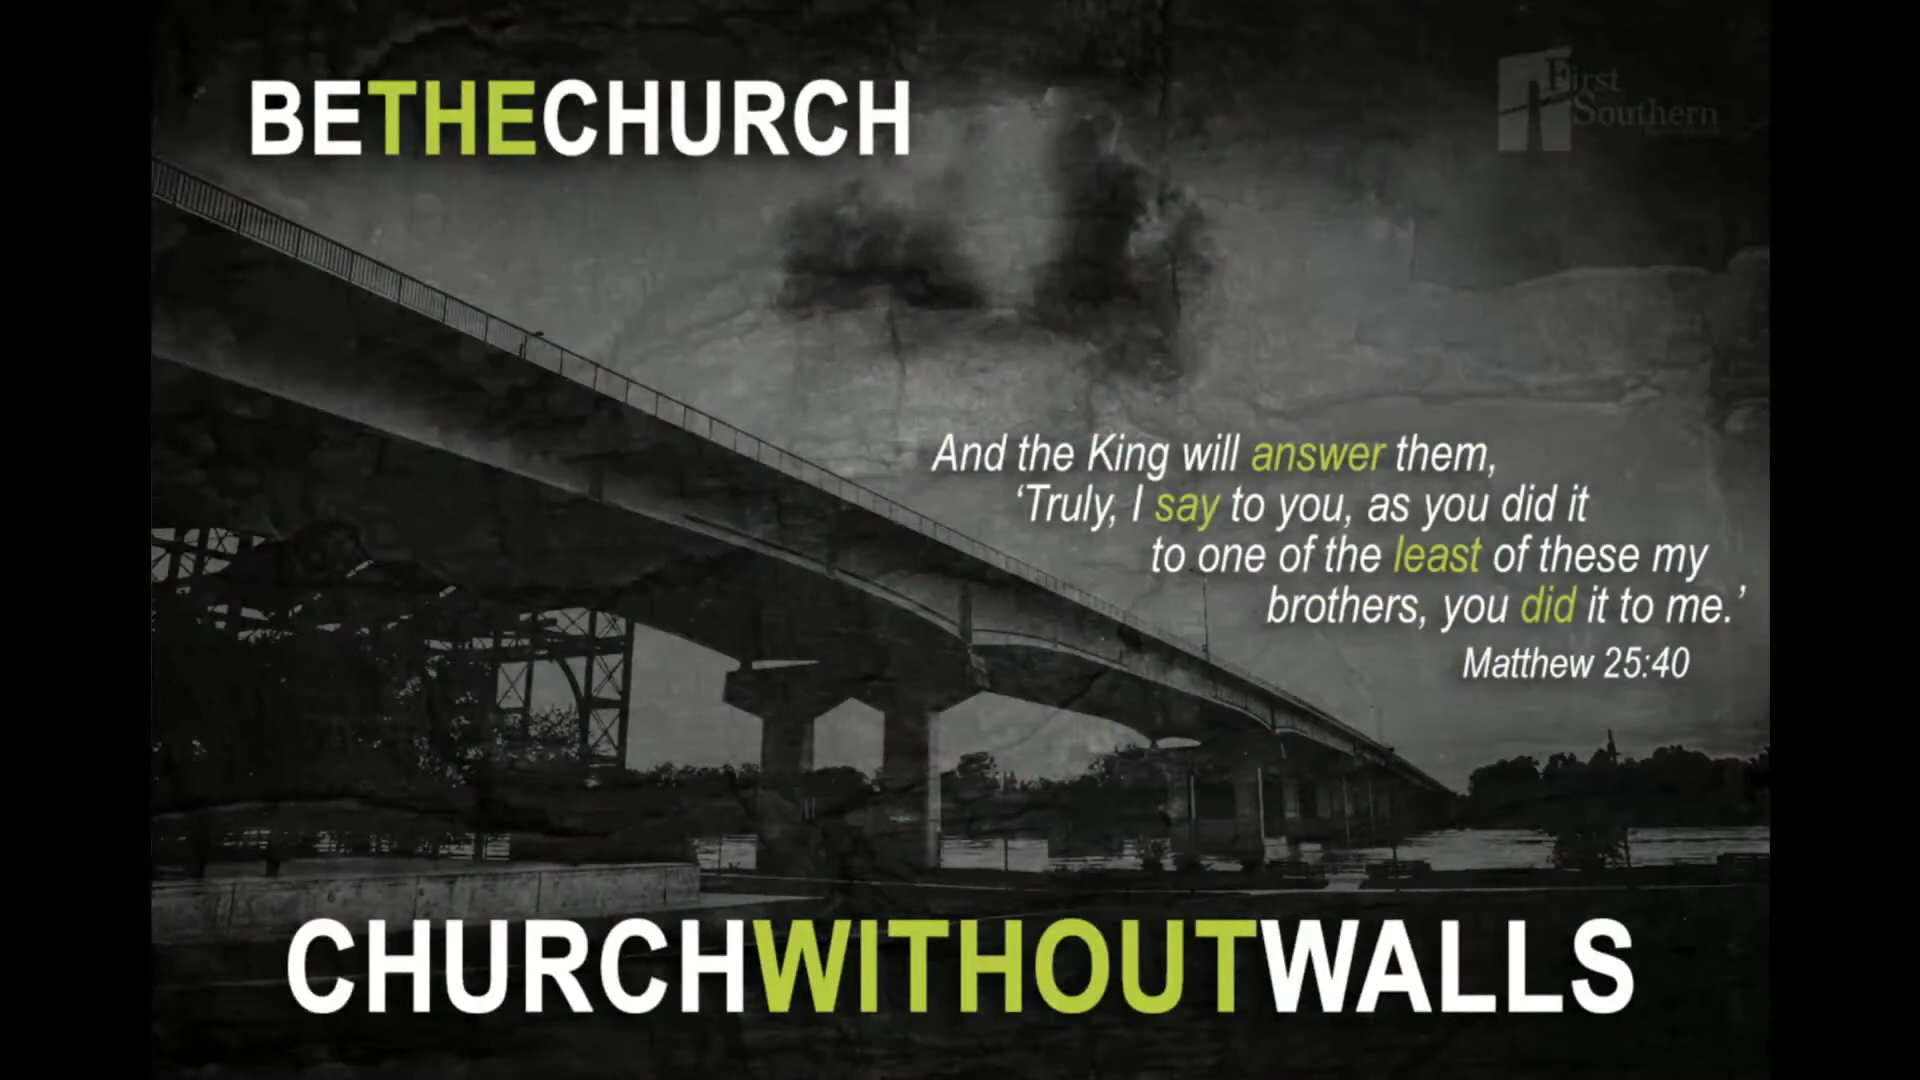 BETHECHURCH
First
Southern
And the King will answer them,
‘Truly, I say to you, as you did it
to one of the least of these my
brothers, you did it to me.’
Matthew 25:40
CHURCHWITHOUTWALLS